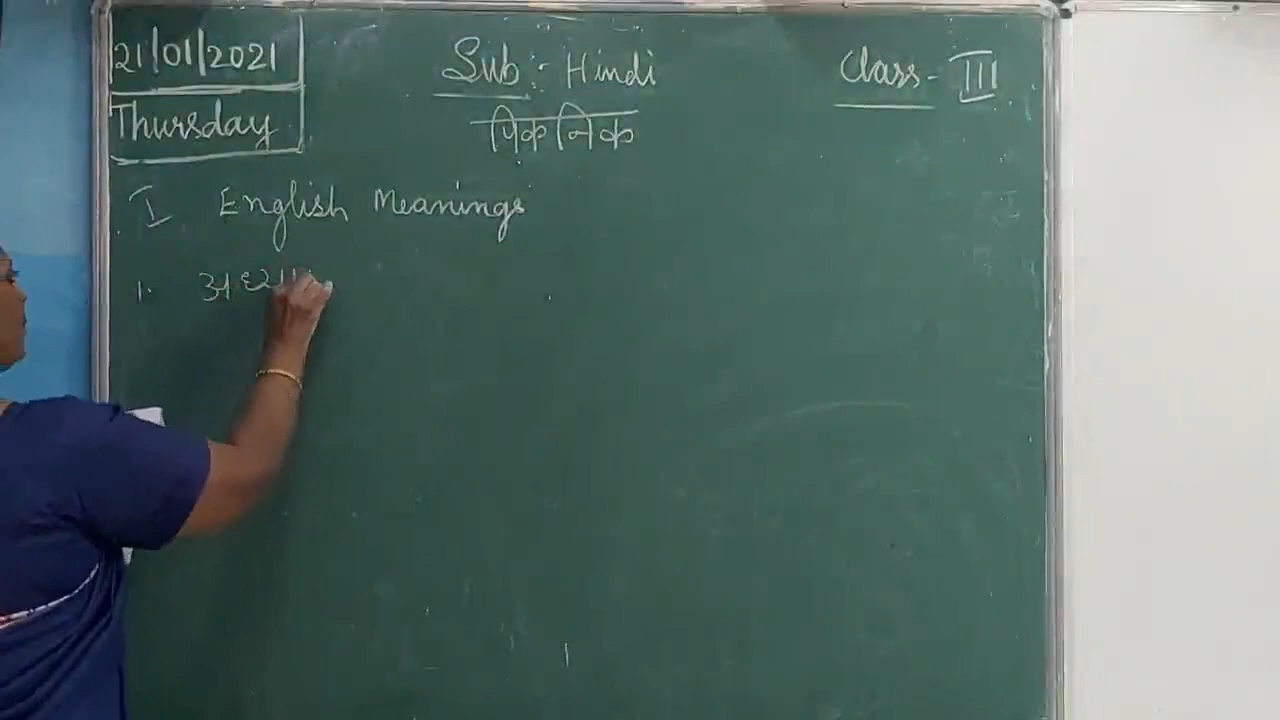 21/01/2021
Sub :- Hindi
Class - III
Thursday
पिकनिक
I English Meanings
1.